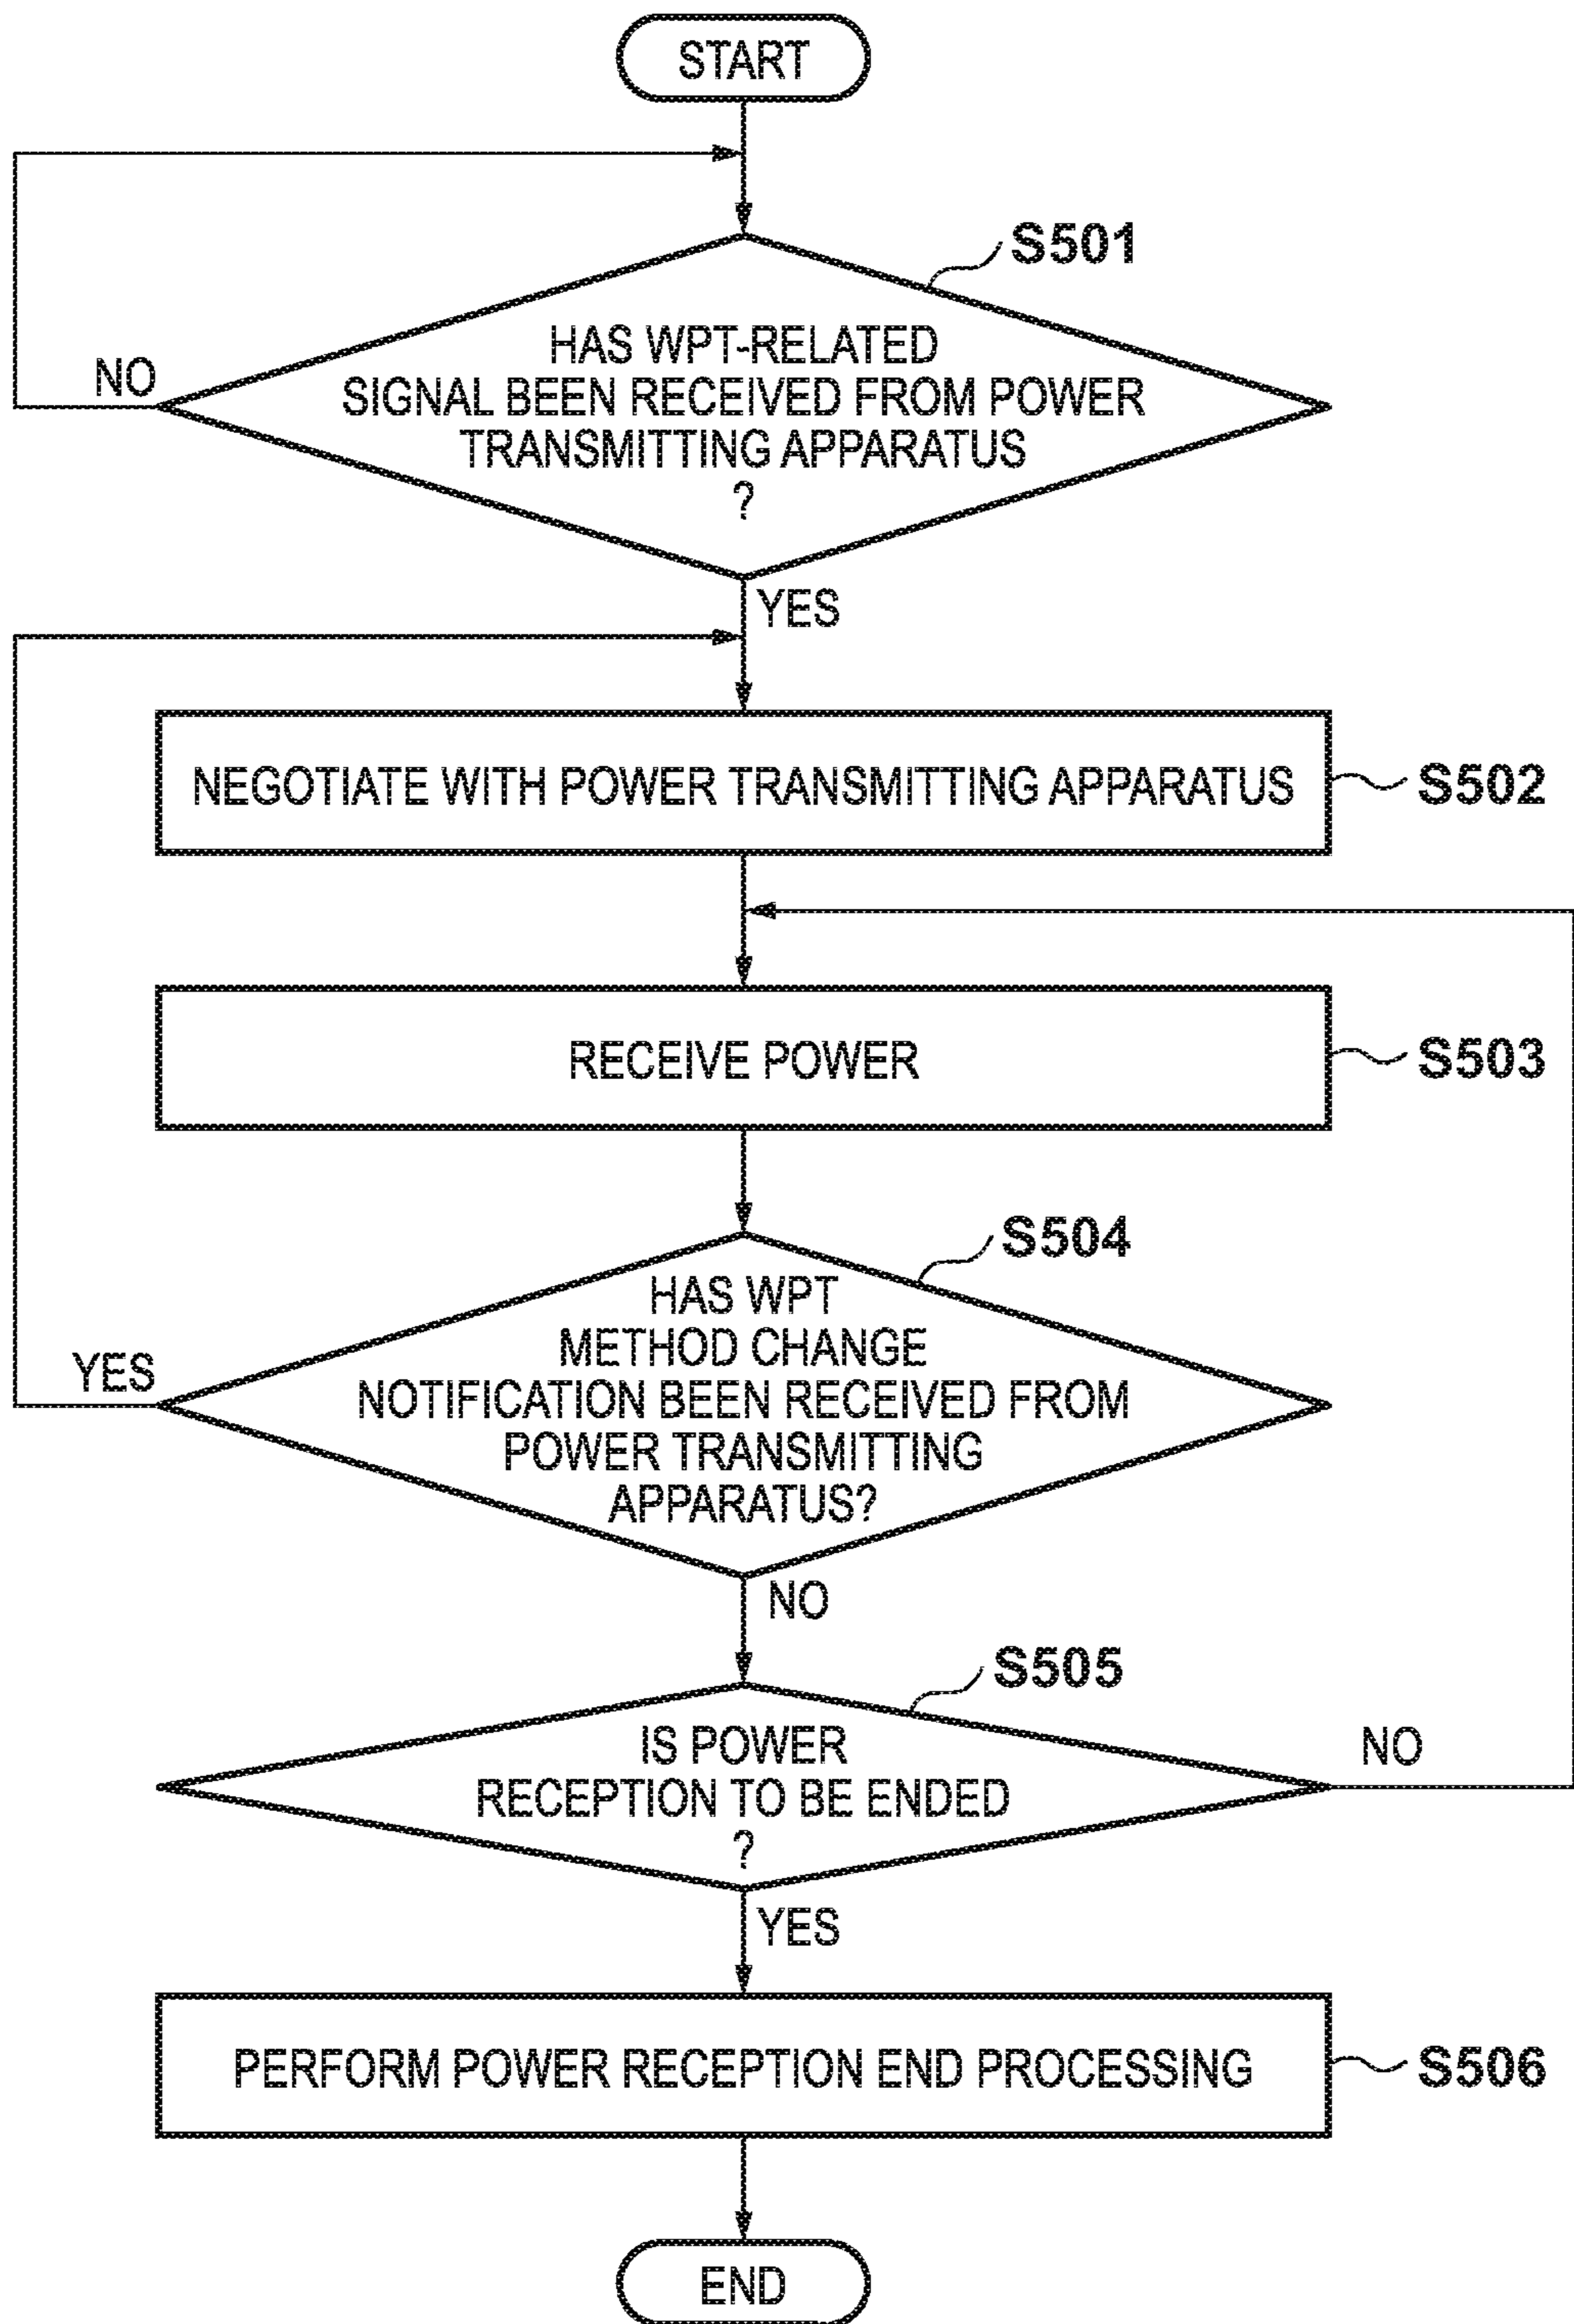 START
S501
HAS WPT-RELATED
SIGNAL BEEN RECEIVED FROM POWER
TRANSMITTING APPARATUS
?
NO
YES
NEGOTIATE WITH POWER TRANSMITTING APPARATUS
S502
RECEIVE POWER
S503
S504
HAS WPT
METHOD CHANGE
NOTIFICATION BEEN RECEIVED FROM
POWER TRANSMITTING
APPARATUS?
YES
NO
S505
IS POWER
RECEPTION TO BE ENDED
?
NO
YES
PERFORM POWER RECEPTION END PROCESSING
S506
END